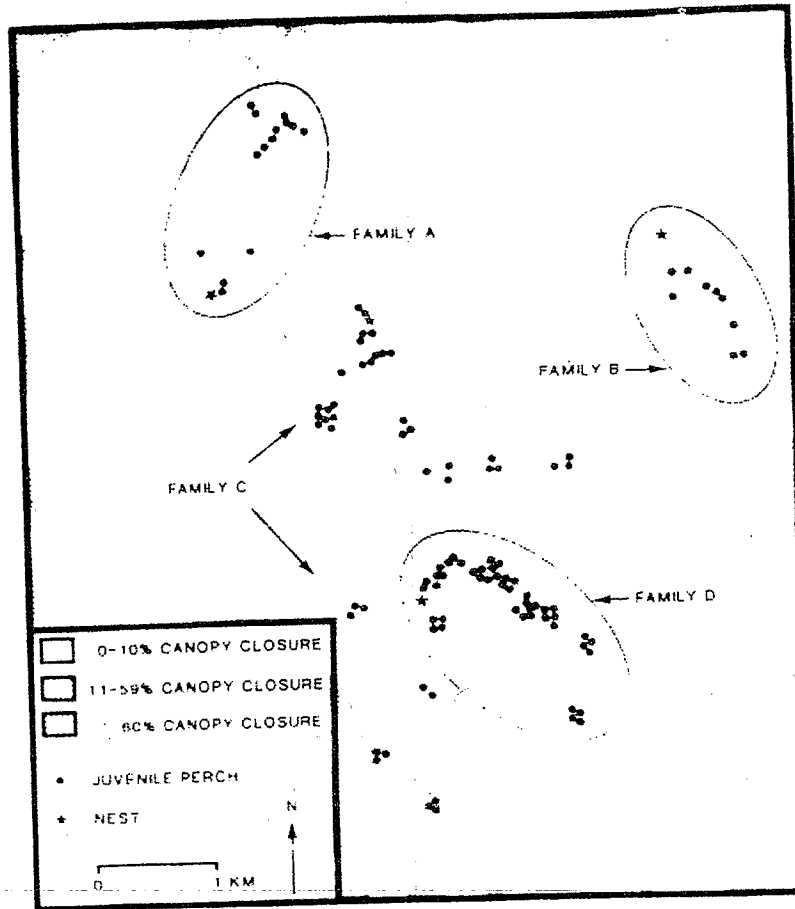 FAMILY A
FAMILY B
FAMILY C
FAMILY D
0-10% CANOPY CLOSURE
11-59% CANOPY CLOSURE
60% CANOPY CLOSURE
JUVENILE PERCH
NEST
N
0 1 KM